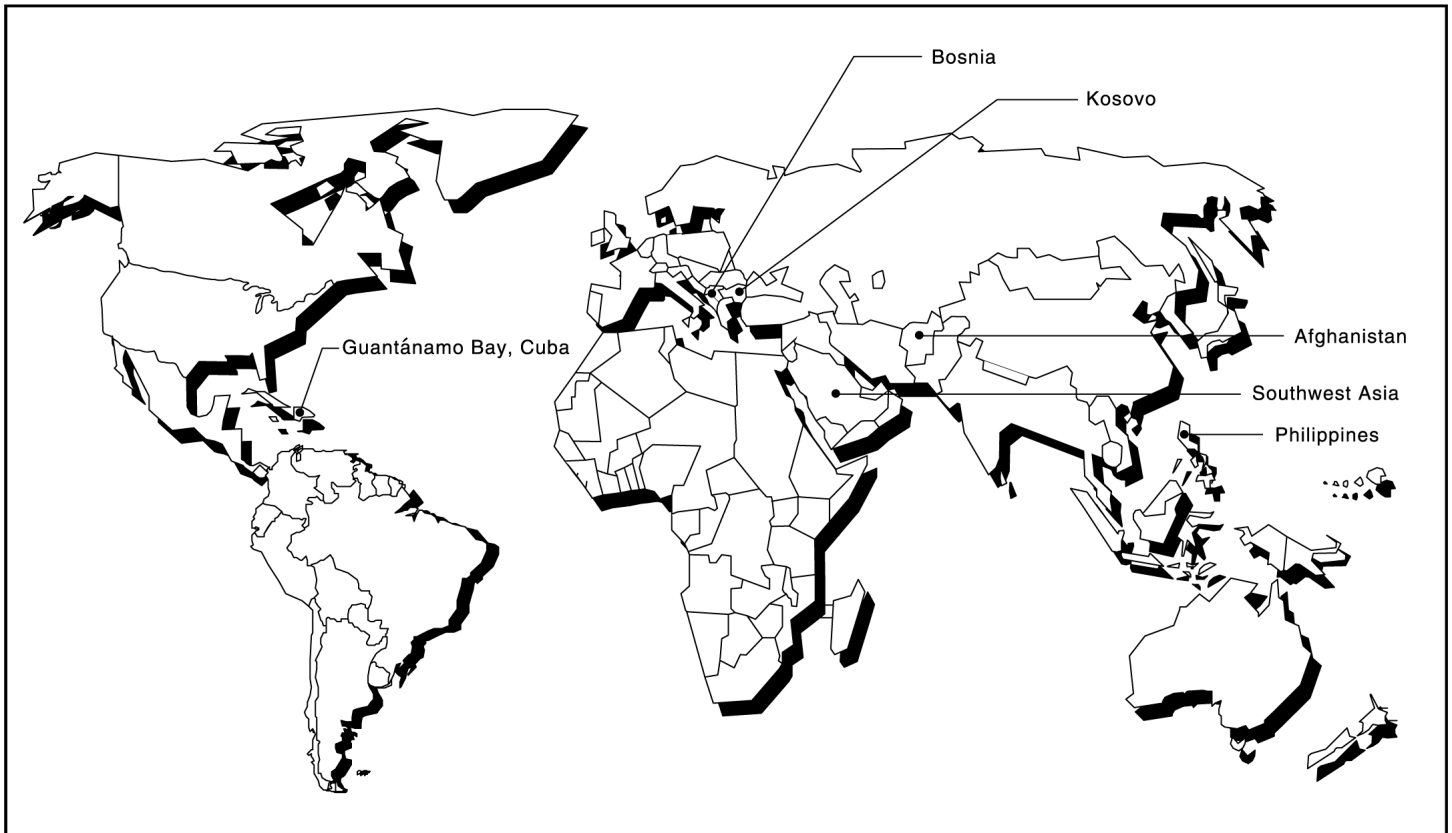 Bosnia
Kosovo
Guantánamo Bay, Cuba
Afghanistan
Southwest Asia
Philippines